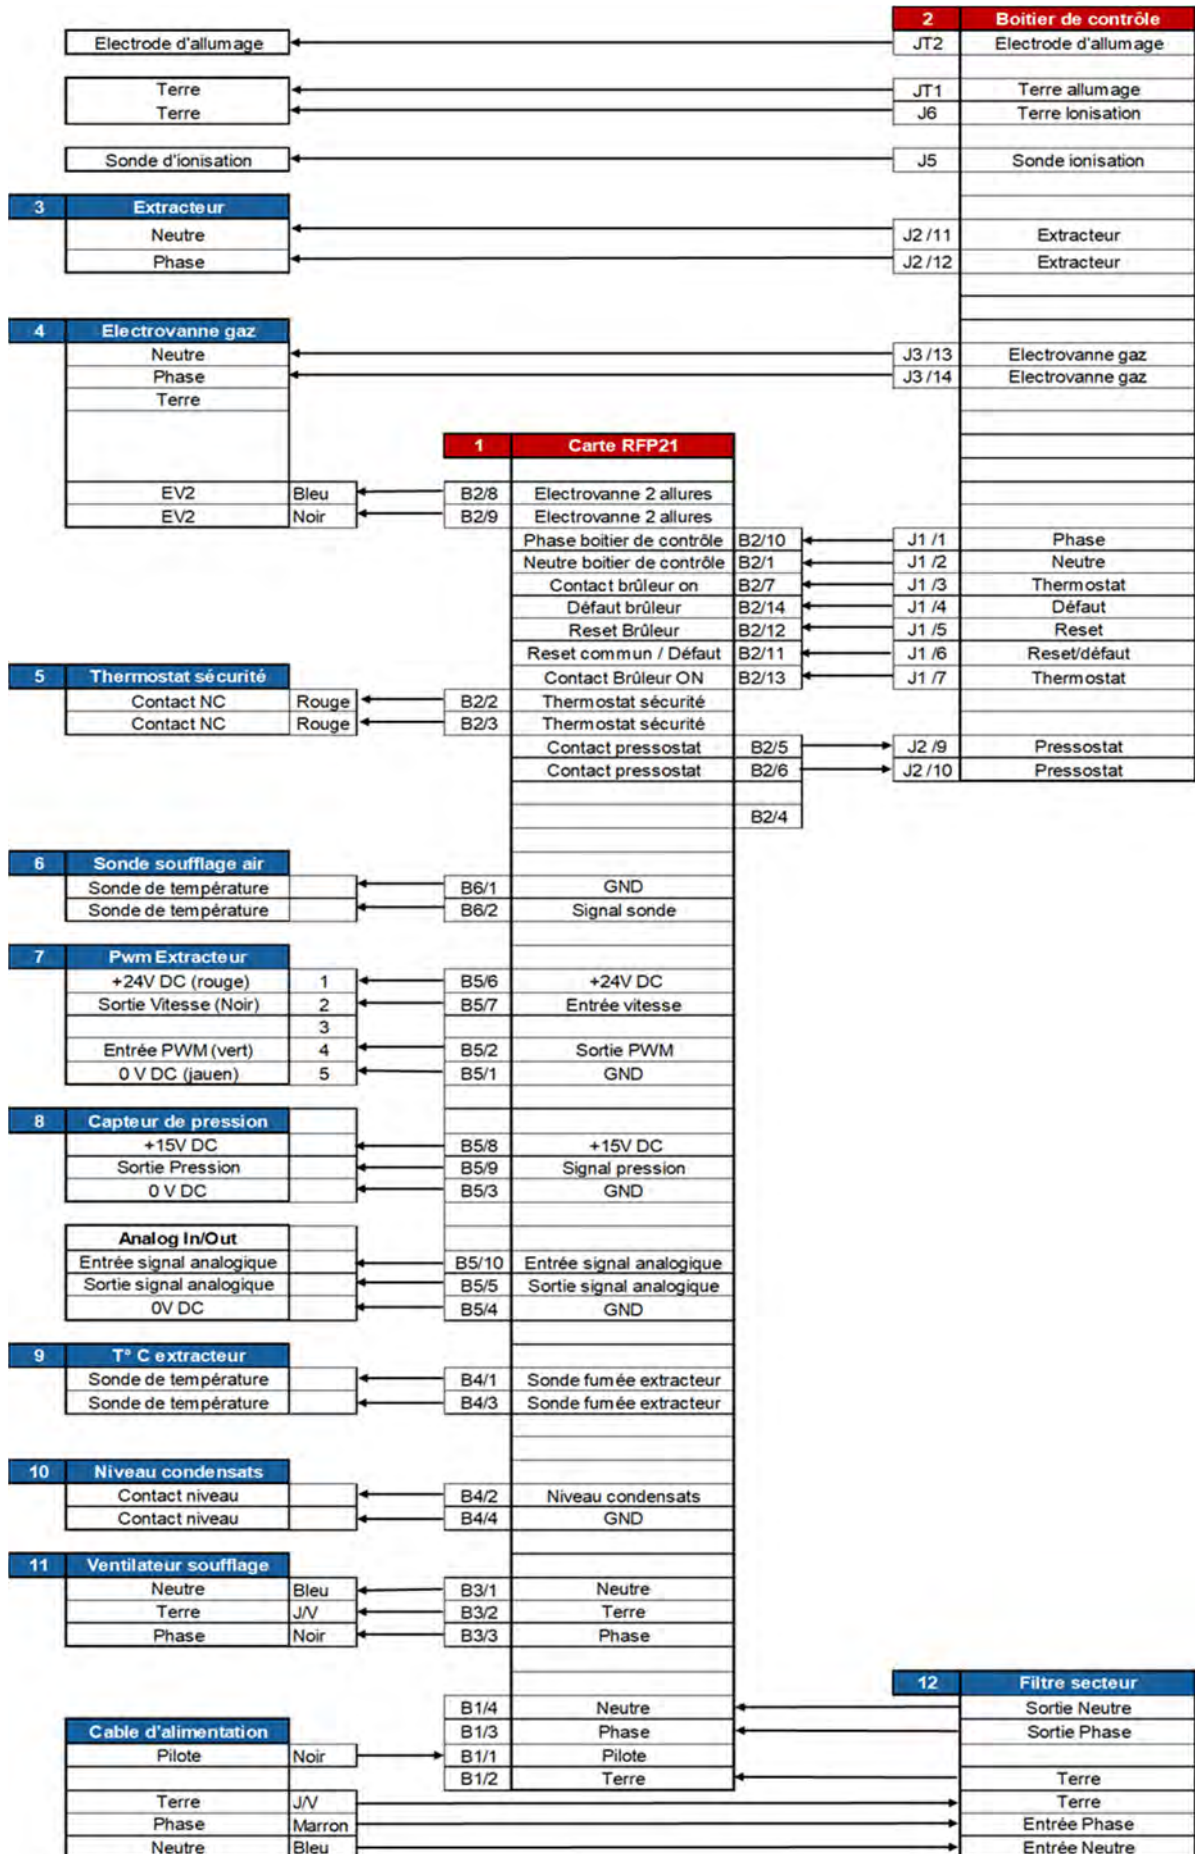 2 Boitier de contrôle
Electrode d'allumage JT2 Electrode d'allumage
Terre JT1 Terre allumage
Terre J6 Terre Ionisation
Sonde d'ionisation J5 Sonde ionisation
3 Extracteur
Neutre J2 /11 Extracteur
Phase J2 /12 Extracteur
4 Electrovanne gaz
Neutre J3 /13 Electrovanne gaz
Phase J3 /14 Electrovanne gaz
Terre
1 Carte RFP21
EV2 Bleu B2/8 Electrovanne 2 allures
EV2 Noir B2/9 Electrovanne 2 allures
Phase boitier de contrôle B2/10 J1 /1 Phase
Neutre boitier de contrôle B2/1 J1 /2 Neutre
Contact brûleur on B2/7 J1 /3 Thermostat
Défaut brûleur B2/14 J1 /4 Défaut
Reset Brûleur B2/12 J1 /5 Reset
Reset commun / Défaut B2/11 J1 /6 Reset/défaut
5 Thermostat sécurité Contact Brûleur ON B2/13 J1 /7 Thermostat
Contact NC Rouge B2/2 Thermostat sécurité
Contact NC Rouge B2/3 Thermostat sécurité
Contact pressostat B2/5 J2 /9 Pressostat
Contact pressostat B2/6 J2 /10 Pressostat
B2/4
6 Sonde soufflage air
Sonde de température B6/1 GND
Sonde de température B6/2 Signal sonde
7 Pwm Extracteur
+24V DC (rouge) 1 B5/6 +24V DC
Sortie Vitesse (Noir) 2 B5/7 Entrée vitesse
3
Entrée PWM (vert) 4 B5/2 Sortie PWM
0 V DC (jauen) 5 B5/1 GND
8 Capteur de pression
+15V DC B5/8 +15V DC
Sortie Pression B5/9 Signal pression
0 V DC B5/3 GND
Analog In/Out
Entrée signal analogique B5/10 Entrée signal analogique
Sortie signal analogique B5/5 Sortie signal analogique
0V DC B5/4 GND
9 T° C extracteur
Sonde de température B4/1 Sonde fumée extracteur
Sonde de température B4/3 Sonde fumée extracteur
10 Niveau condensats
Contact niveau B4/2 Niveau condensats
Contact niveau B4/4 GND
11 Ventilateur soufflage
Neutre Bleu B3/1 Neutre
Terre J/V B3/2 Terre
Phase Noir B3/3 Phase
12 Filtre secteur
B1/4 Neutre Sortie Neutre
Cable d'alimentation B1/3 Phase Sortie Phase
Pilote Noir B1/1 Pilote
B1/2 Terre Terre
Terre J/V Terre
Phase Marron Entrée Phase
Neutre Bleu Entrée Neutre